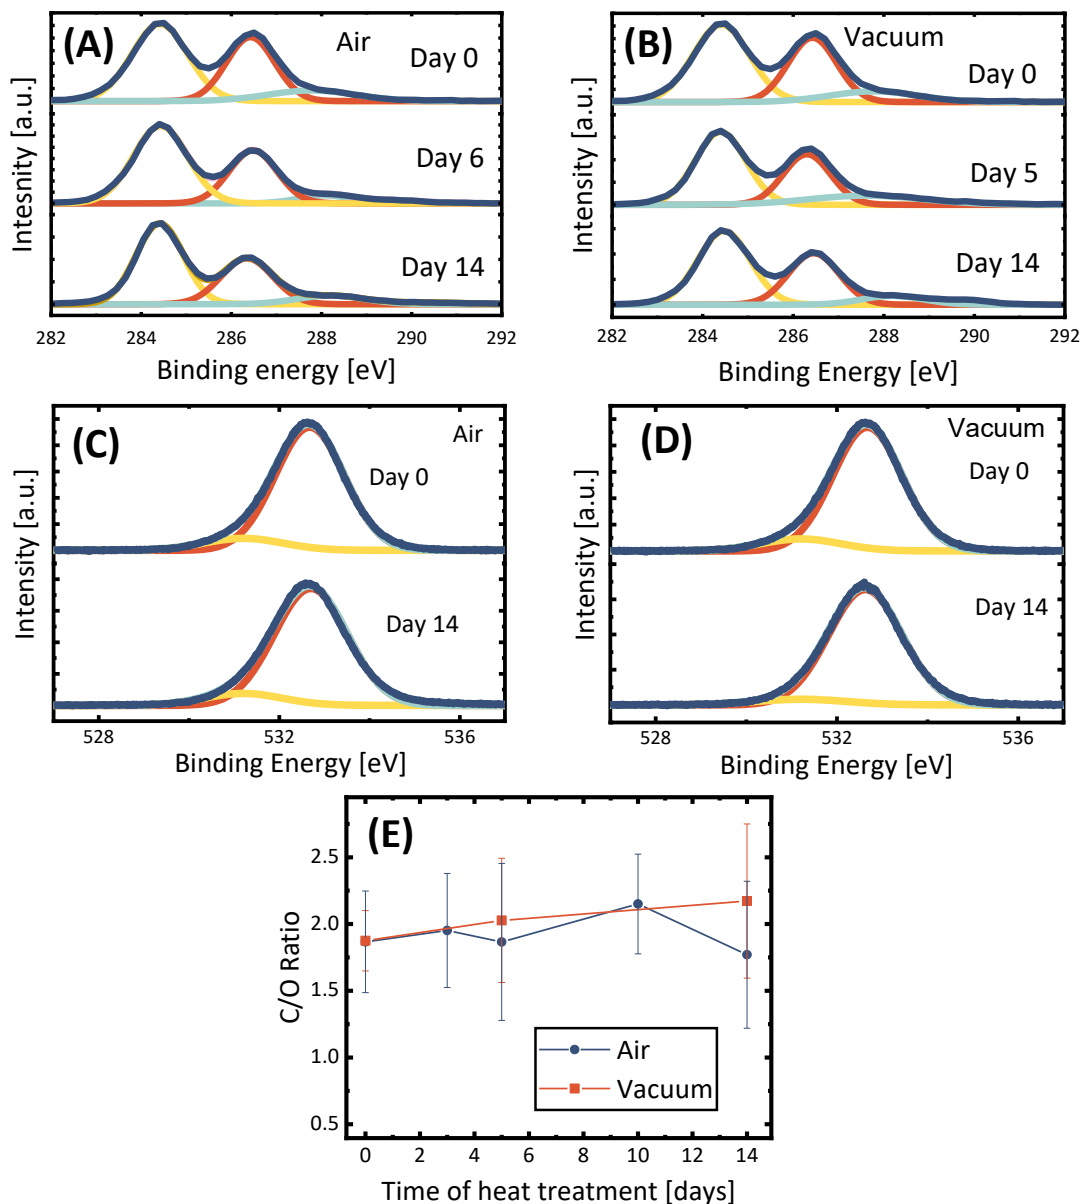 (A)
Air
Day 0
Day 6
Day 14
Intesnity [a.u.]
282 284 286 288 290 292
Binding energy [eV]
(B)
Vacuum
Day 0
Day 5
Day 14
Intensity [a.u.]
282 284 286 288 290 292
Binding Energy [eV]
(C)
Air
Day 0
Day 14
Intensity [a.u.]
528 532 536
Binding Energy [eV]
(D)
Vacuum
Day 0
Day 14
Intensity [a.u.]
528 532 536
Binding Energy [eV]
(E)
2.5
2.0
1.5
1.0
0.5
C/O Ratio
Air
Vacuum
0 2 4 6 8 10 12 14
Time of heat treatment [days]